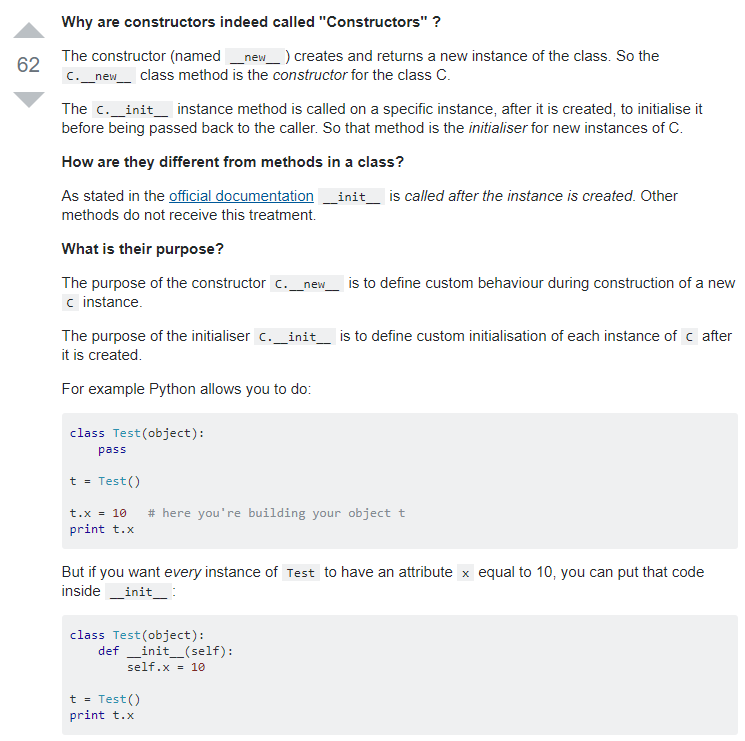 Why are constructors indeed called "Constructors" ?
62
The constructor (named __new__ ) creates and returns a new instance of the class. So the
C.__new__ class method is the constructor for the class C.
The C.__init__ instance method is called on a specific instance, after it is created, to initialise it
before being passed back to the caller. So that method is the initialiser for new instances of C.
How are they different from methods in a class?
As stated in the official documentation __init__ is called after the instance is created. Other
methods do not receive this treatment.
What is their purpose?
The purpose of the constructor C.__new__ is to define custom behaviour during construction of a new
C instance.
The purpose of the initialiser C.__init__ is to define custom initialisation of each instance of C after
it is created.
For example Python allows you to do:
class Test(object):
    pass
t = Test()
t.x = 10   # here you're building your object t
print t.x
But if you want every instance of Test to have an attribute x equal to 10, you can put that code
inside __init__ :
class Test(object):
    def __init__(self):
        self.x = 10
t = Test()
print t.x